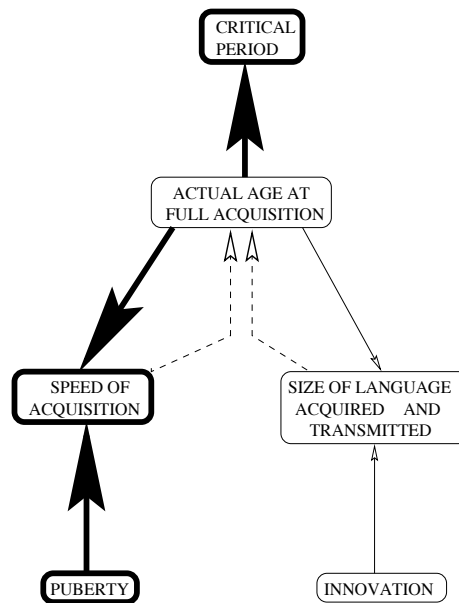 CRITICAL
PERIOD
ACTUAL AGE AT
FULL ACQUISITION
SPEED OF
ACQUISITION
SIZE OF LANGUAGE
ACQUIRED AND
TRANSMITTED
PUBERTY
INNOVATION